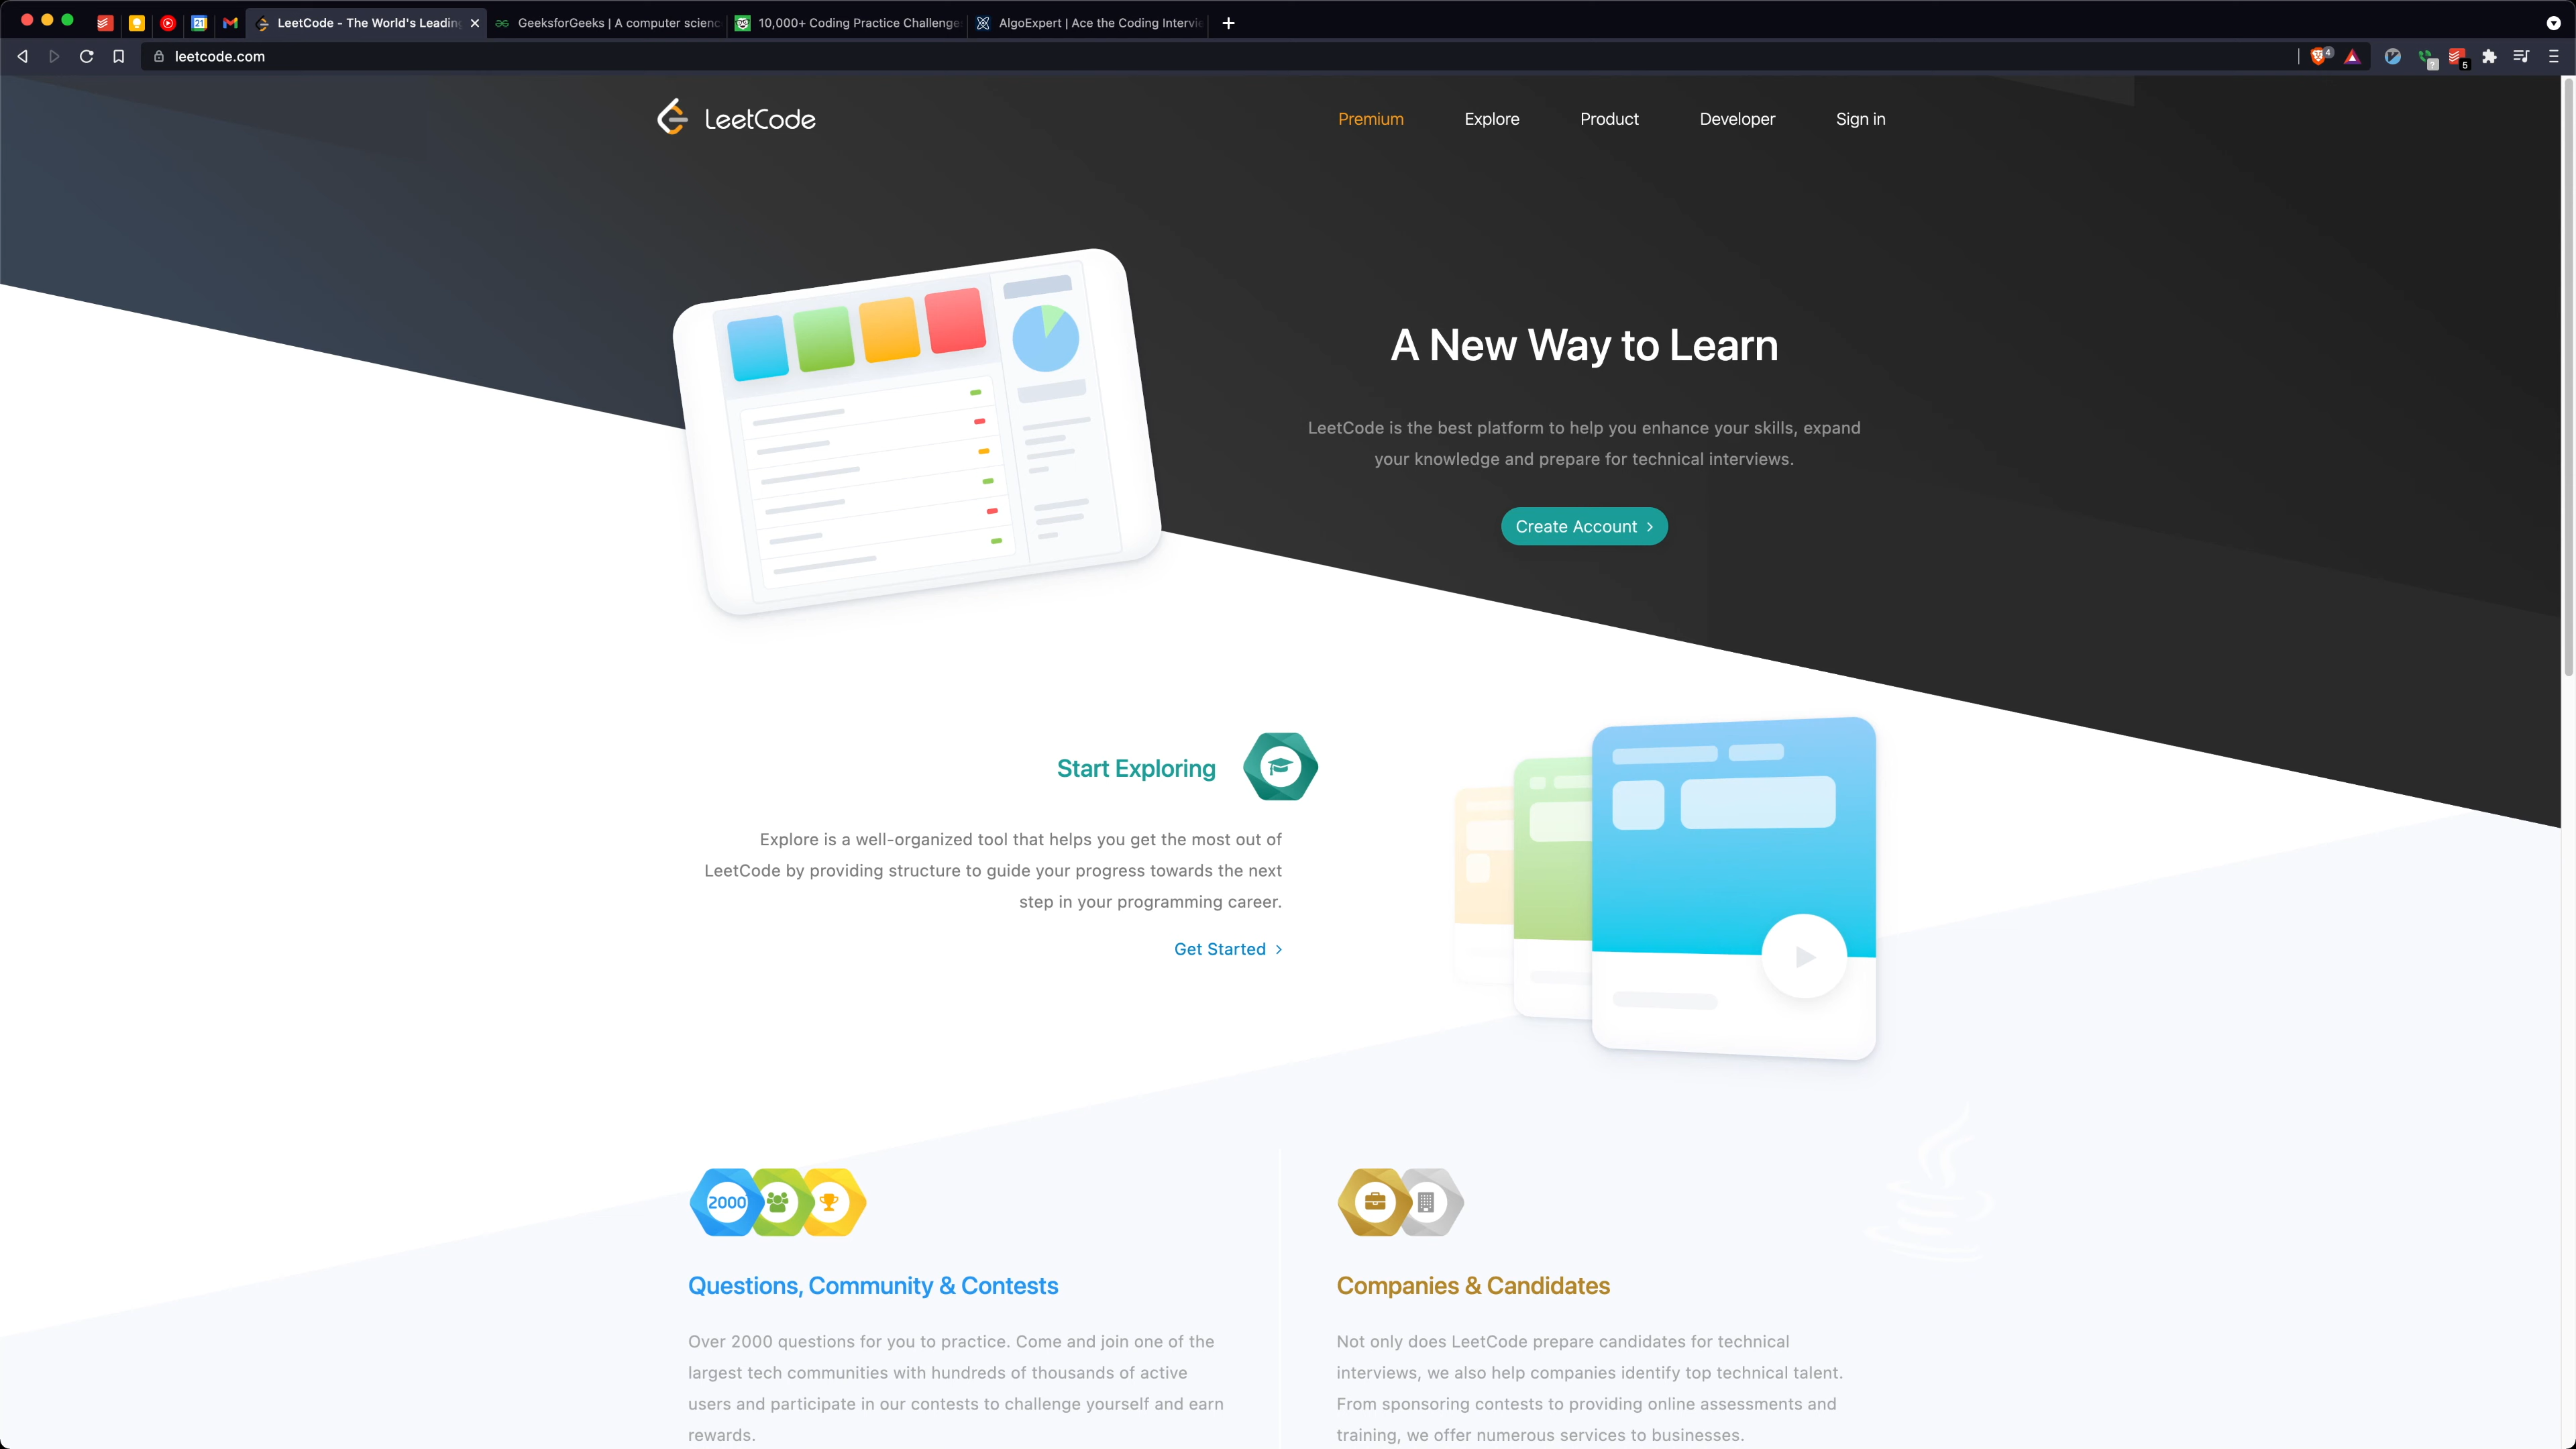 LeetCode - The World's Leading
GeeksforGeeks | A computer scienc
10,000+ Coding Practice Challenge
AlgoExpert | Ace the Coding Intervie
leetcode.com
4
5
21
LeetCode
Premium
Explore
Product
Developer
Sign in
A New Way to Learn
LeetCode is the best platform to help you enhance your skills, expand
your knowledge and prepare for technical interviews.
Create Account
Start Exploring
Explore is a well-organized tool that helps you get the most out of
LeetCode by providing structure to guide your progress towards the next
step in your programming career.
Get Started
2000
Questions, Community & Contests
Over 2000 questions for you to practice. Come and join one of the
largest tech communities with hundreds of thousands of active
users and participate in our contests to challenge yourself and earn
rewards.
Companies & Candidates
Not only does LeetCode prepare candidates for technical
interviews, we also help companies identify top technical talent.
From sponsoring contests to providing online assessments and
training, we offer numerous services to businesses.